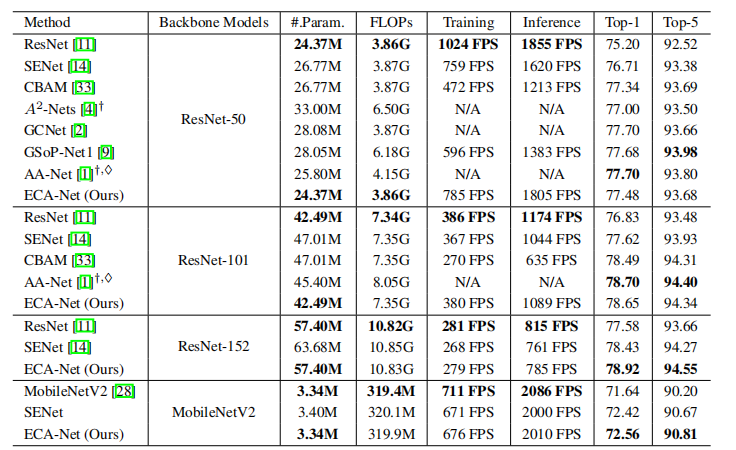 Method Backbone Models #.Param. FLOPs Training Inference Top-1 Top-5
ResNet [11] 24.37M 3.86G 1024 FPS 1855 FPS 75.20 92.52
SENet [14] 26.77M 3.87G 759 FPS 1620 FPS 76.71 93.38
CBAM [33] 26.77M 3.87G 472 FPS 1213 FPS 77.34 93.69
A²-Nets [4]† 33.00M 6.50G N/A N/A 77.00 93.50
ResNet-50
GCNet [2] 28.08M 3.87G N/A N/A 77.70 93.66
GSoP-Net1 [9] 28.05M 6.18G 596 FPS 1383 FPS 77.68 93.98
AA-Net [1]†,◊ 25.80M 4.15G N/A N/A 77.70 93.80
ECA-Net (Ours) 24.37M 3.86G 785 FPS 1805 FPS 77.48 93.68
ResNet [11] 42.49M 7.34G 386 FPS 1174 FPS 76.83 93.48
SENet [14] 47.01M 7.35G 367 FPS 1044 FPS 77.62 93.93
CBAM [33] ResNet-101 47.01M 7.35G 270 FPS 635 FPS 78.49 94.31
AA-Net [1]†,◊ 45.40M 8.05G N/A N/A 78.70 94.40
ECA-Net (Ours) 42.49M 7.35G 380 FPS 1089 FPS 78.65 94.34
ResNet [11] 57.40M 10.82G 281 FPS 815 FPS 77.58 93.66
SENet [14] ResNet-152 63.68M 10.85G 268 FPS 761 FPS 78.43 94.27
ECA-Net (Ours) 57.40M 10.83G 279 FPS 785 FPS 78.92 94.55
MobileNetV2 [28] 3.34M 319.4M 711 FPS 2086 FPS 71.64 90.20
SENet MobileNetV2 3.40M 320.1M 671 FPS 2000 FPS 72.42 90.67
ECA-Net (Ours) 3.34M 319.9M 676 FPS 2010 FPS 72.56 90.81